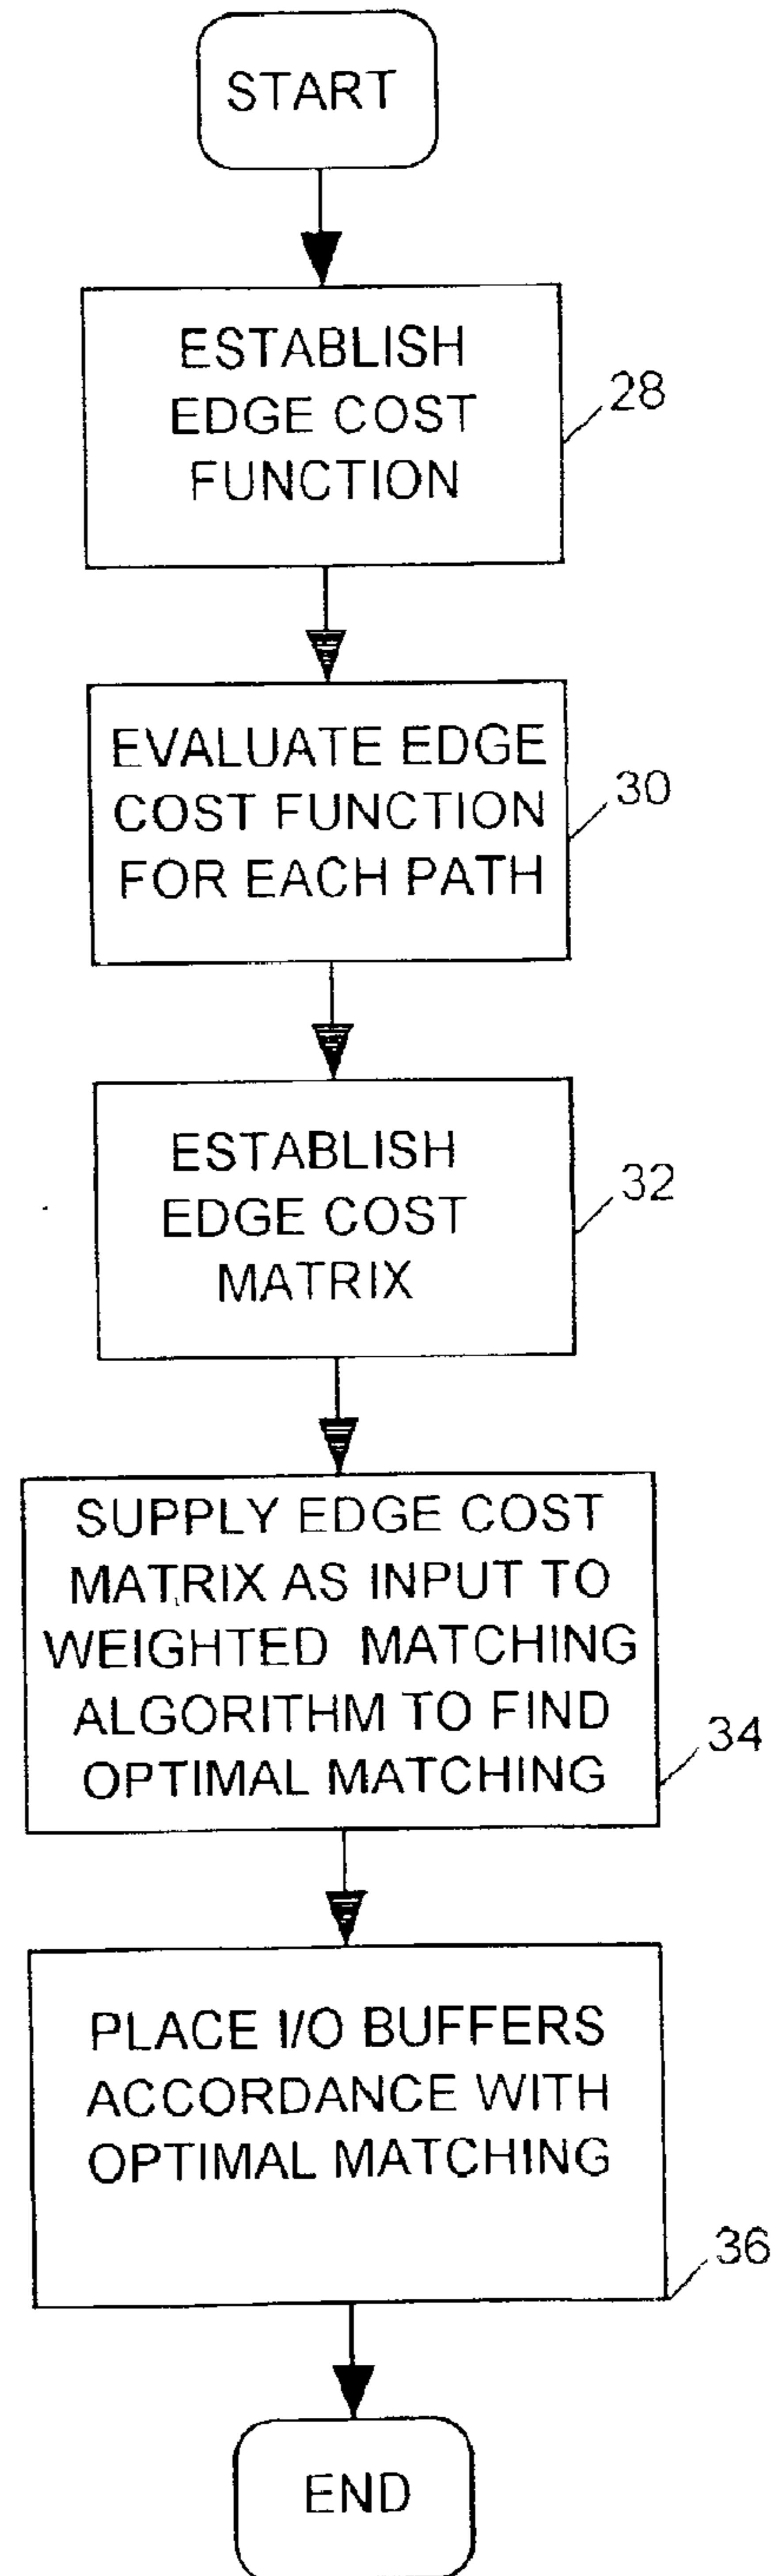 START
ESTABLISH
EDGE COST
FUNCTION
28
EVALUATE EDGE
COST FUNCTION
FOR EACH PATH
30
ESTABLISH
EDGE COST
MATRIX
32
SUPPLY EDGE COST
MATRIX AS INPUT TO
WEIGHTED MATCHING
ALGORITHM TO FIND
OPTIMAL MATCHING
34
PLACE I/O BUFFERS
ACCORDANCE WITH
OPTIMAL MATCHING
36
END